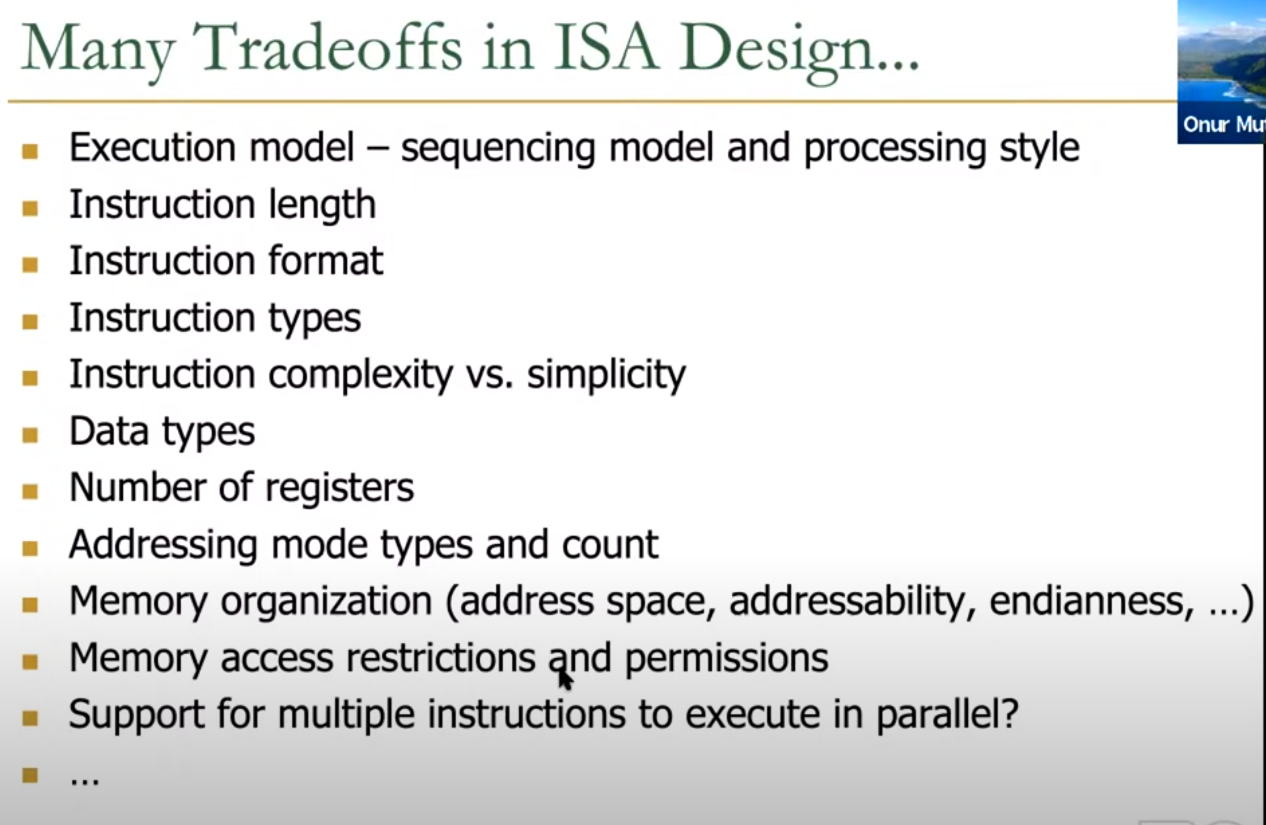 Many Tradeoffs in ISA Design...
Onur Mu
Execution model – sequencing model and processing style
Instruction length
Instruction format
Instruction types
Instruction complexity vs. simplicity
Data types
Number of registers
Addressing mode types and count
Memory organization (address space, addressability, endianness, …)
Memory access restrictions and permissions
Support for multiple instructions to execute in parallel?
...